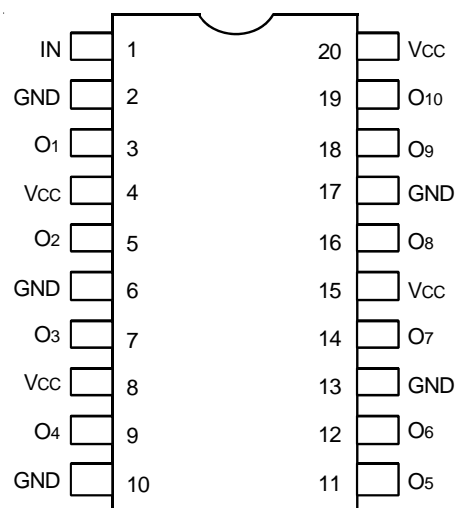 IN 1 20 VCC
GND 2 19 O10
O1 3 18 O9
VCC 4 17 GND
O2 5 16 O8
GND 6 15 VCC
O3 7 14 O7
VCC 8 13 GND
O4 9 12 O6
GND 10 11 O5